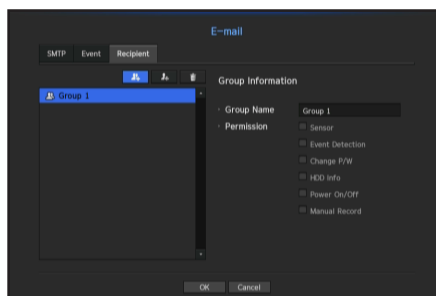 E-mail
SMTP Event Recipient
Group Information
Group 1
Group Name Group 1
Permission Sensor
Event Detection
Change P/W
HDD Info
Power On/Off
Manual Record
OK Cancel